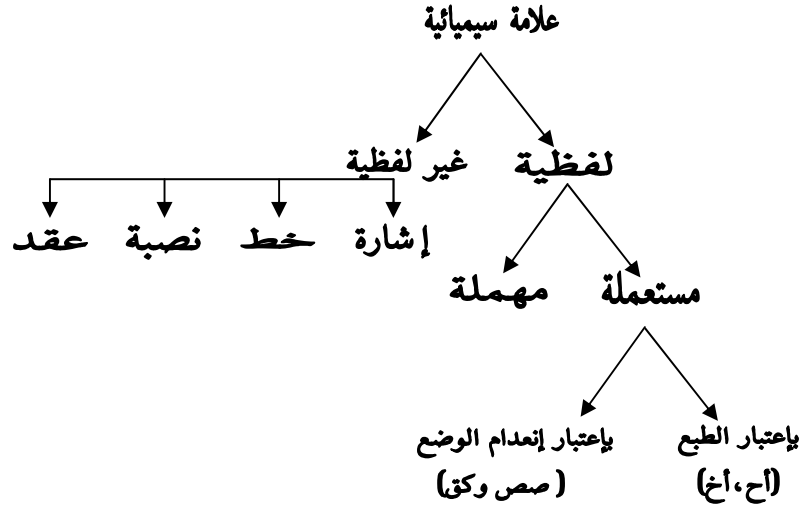 علامة سيميائية
لفظية
غير لفظية
إشارة
خط
نصبة
عقد
مستعملة
مهملة
بإعتبار الطبع
(أح، أخ)
بإعتبار إنعدام الوضع
( صص وكق)